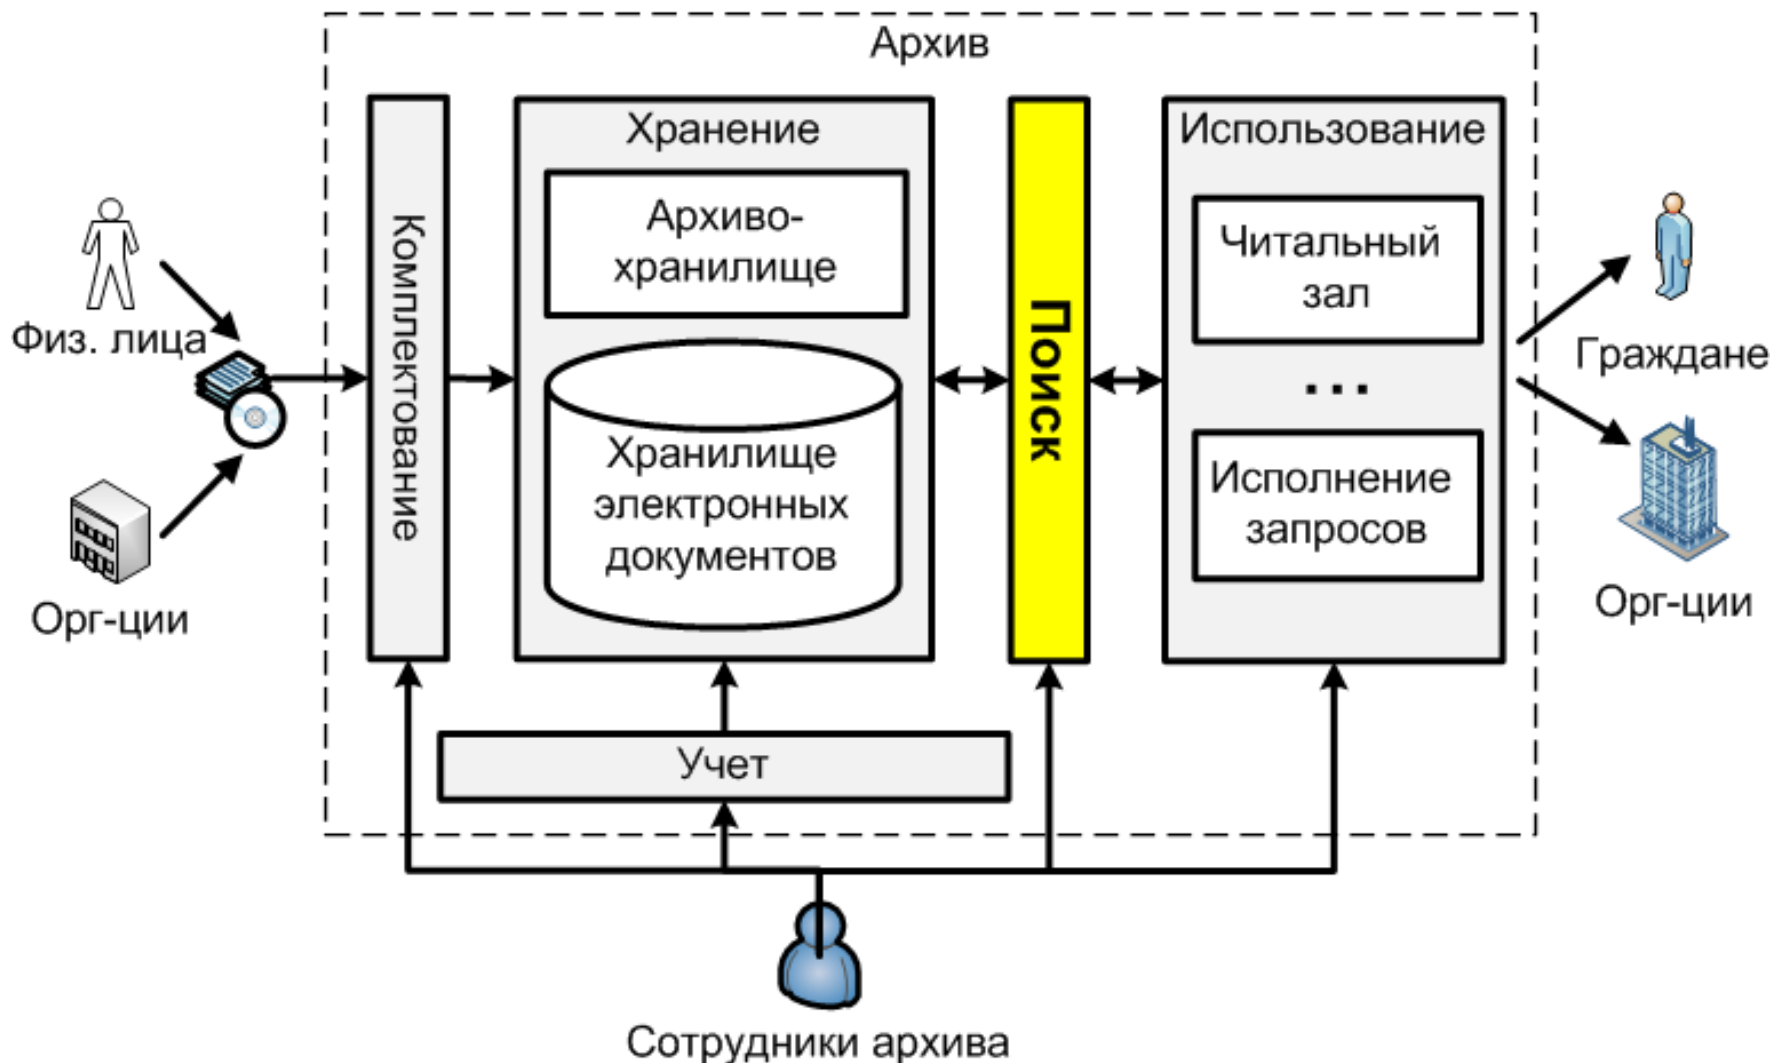 Архив
Физ. лица
Орг-ции
Комплектование
Хранение
Архиво-
хранилище
Хранилище
электронных
документов
Поиск
Использование
Читальный
зал
...
Исполнение
запросов
Граждане
Орг-ции
Учет
Сотрудники архива